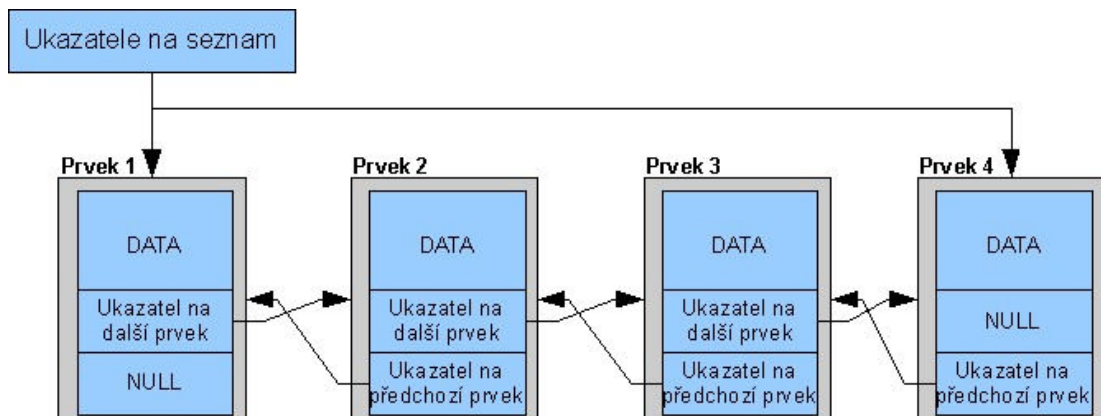 Ukazatele na seznam
Prvek 1
Prvek 2
Prvek 3
Prvek 4
DATA
Ukazatel na
další prvek
NULL
DATA
Ukazatel na
další prvek
Ukazatel na
předchozí prvek
DATA
Ukazatel na
další prvek
Ukazatel na
předchozí prvek
DATA
NULL
Ukazatel na
předchozí prvek